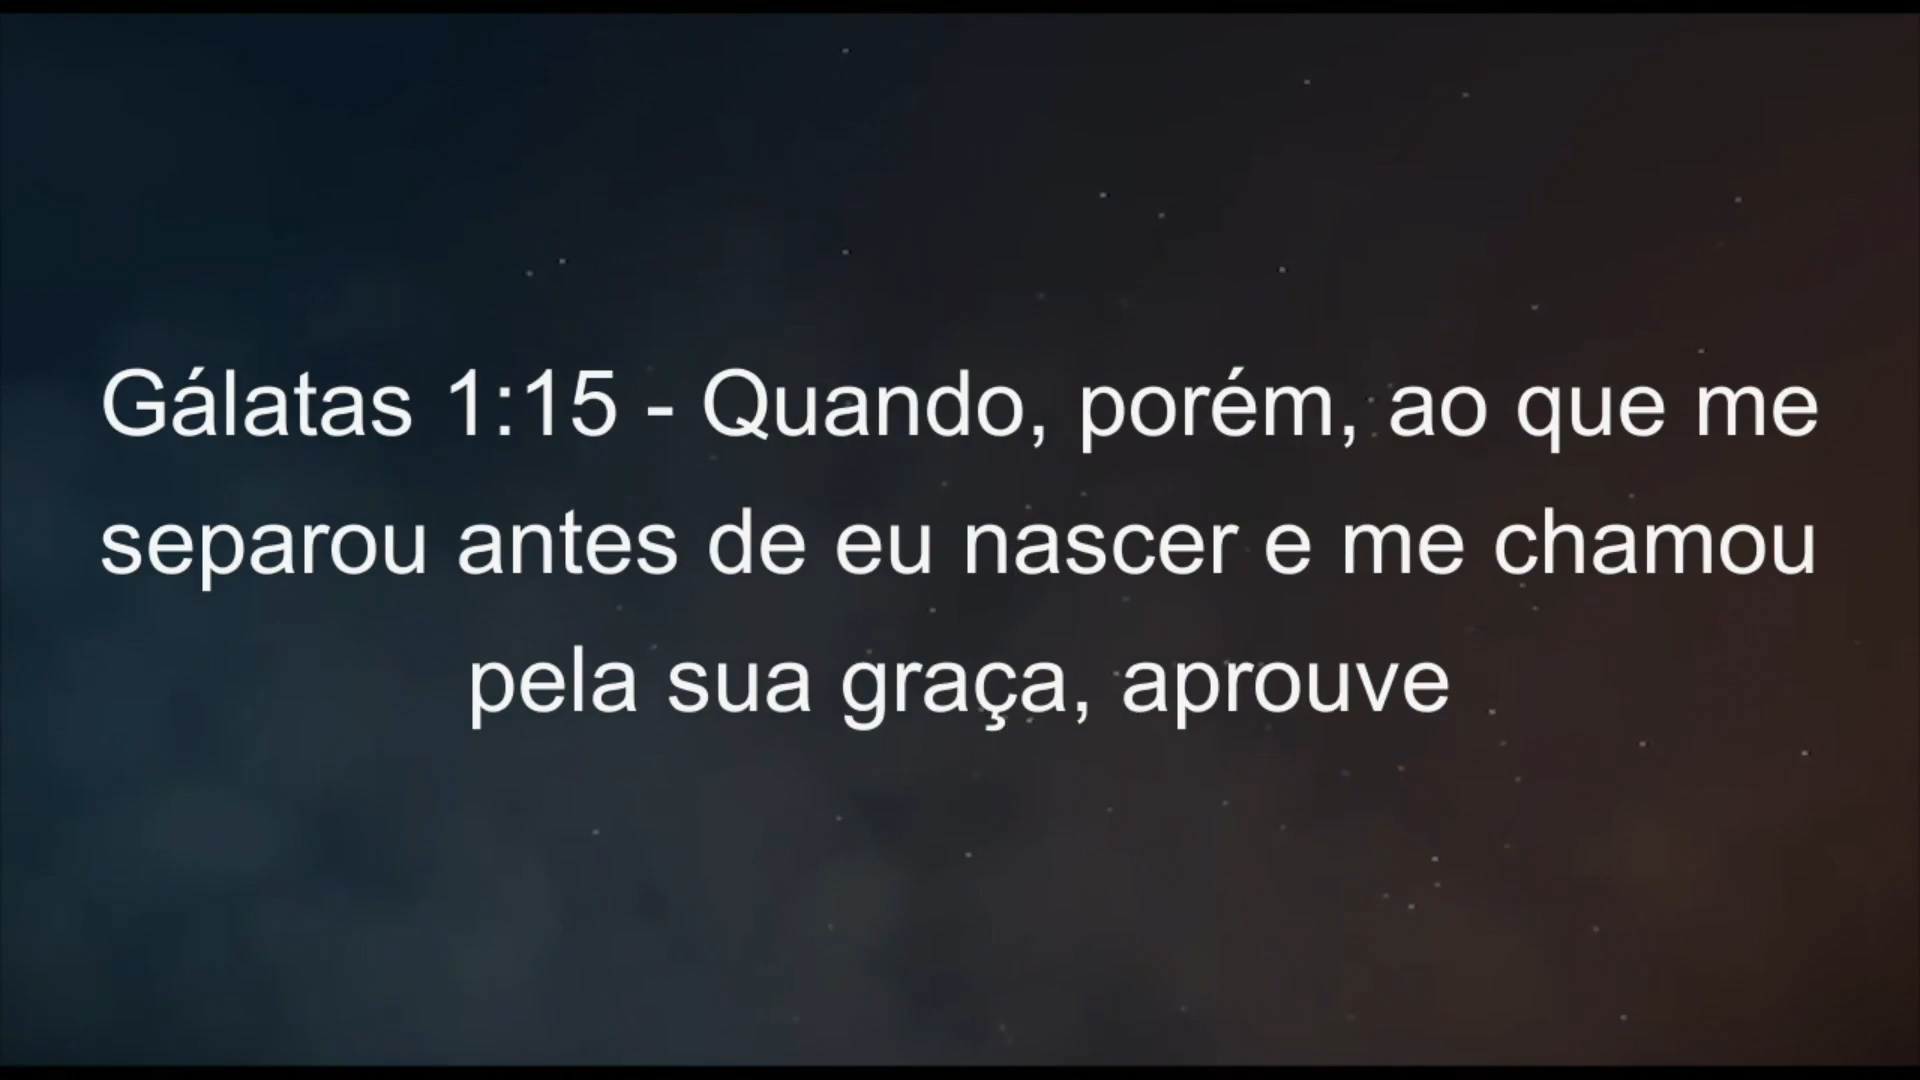 Gálatas 1:15 - Quando, porém, ao que me
separou antes de eu nascer e me chamou
pela sua graça, aprouve